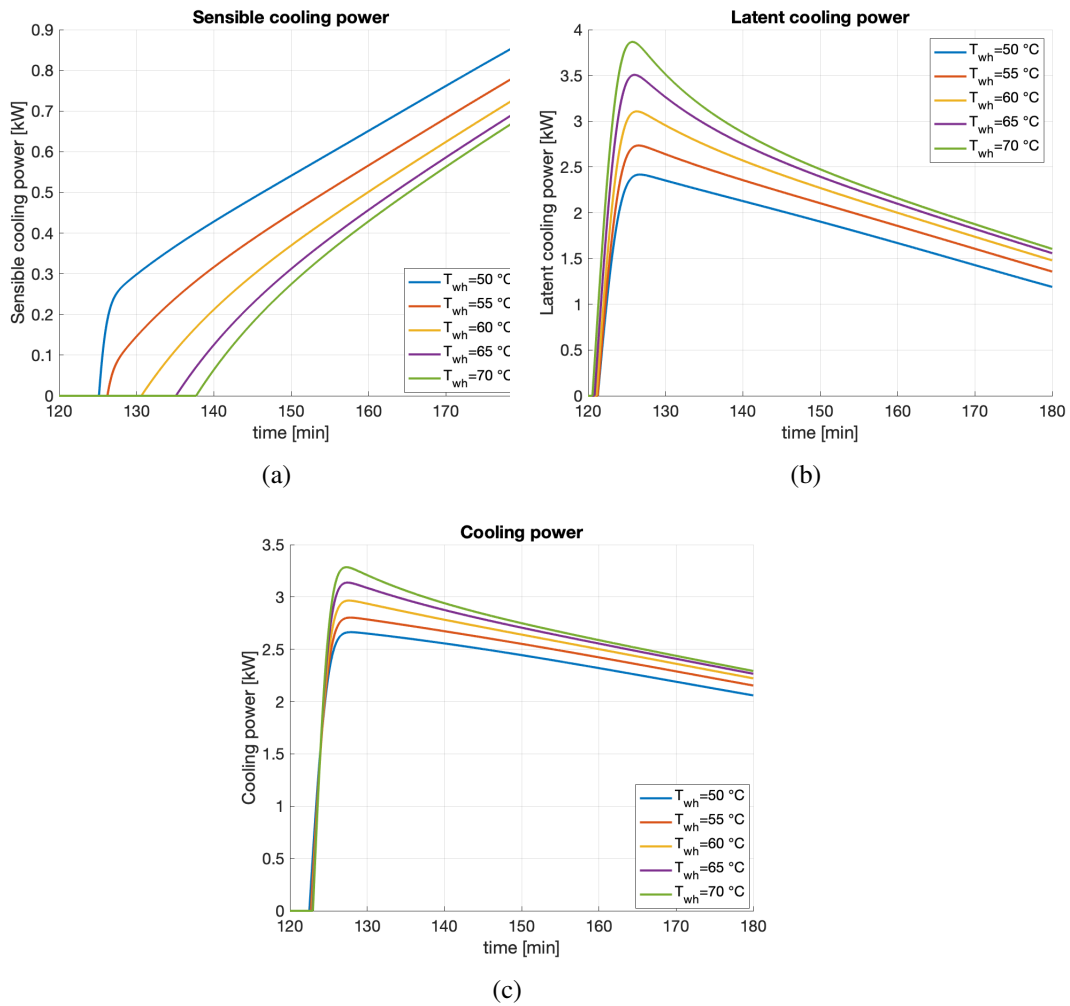 Sensible cooling power
0.9
0.8
0.7
0.6
0.5
0.4
0.3
0.2
0.1
0
Sensible cooling power [kW]
T_wh=50 °C
T_wh=55 °C
T_wh=60 °C
T_wh=65 °C
T_wh=70 °C
120 130 140 150 160 170
time [min]
(a)
Latent cooling power
4
3.5
3
2.5
2
1.5
1
0.5
0
Latent cooling power [kW]
T_wh=50 °C
T_wh=55 °C
T_wh=60 °C
T_wh=65 °C
T_wh=70 °C
120 130 140 150 160 170 180
time [min]
(b)
Cooling power
3.5
3
2.5
2
1.5
1
0.5
0
Cooling power [kW]
T_wh=50 °C
T_wh=55 °C
T_wh=60 °C
T_wh=65 °C
T_wh=70 °C
120 130 140 150 160 170 180
time [min]
(c)